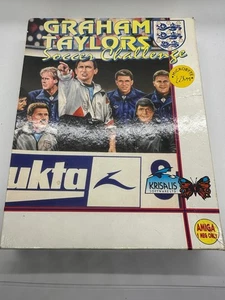 GRAHAM
TAYLORS
Soccer Challenge
ukta
KRISALIS
AMIGA